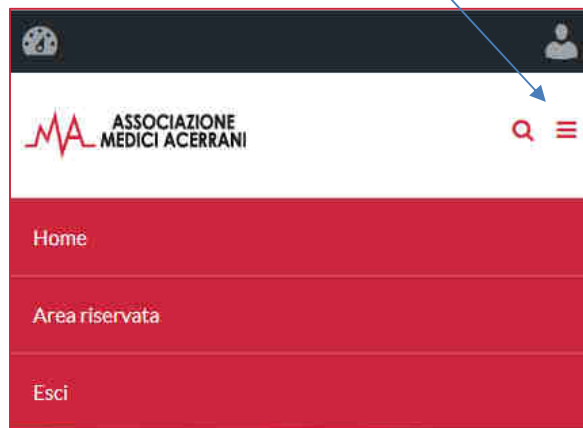 ASSOCIAZIONE
MEDICI ACERRANI
Home
Area riservata
Esci